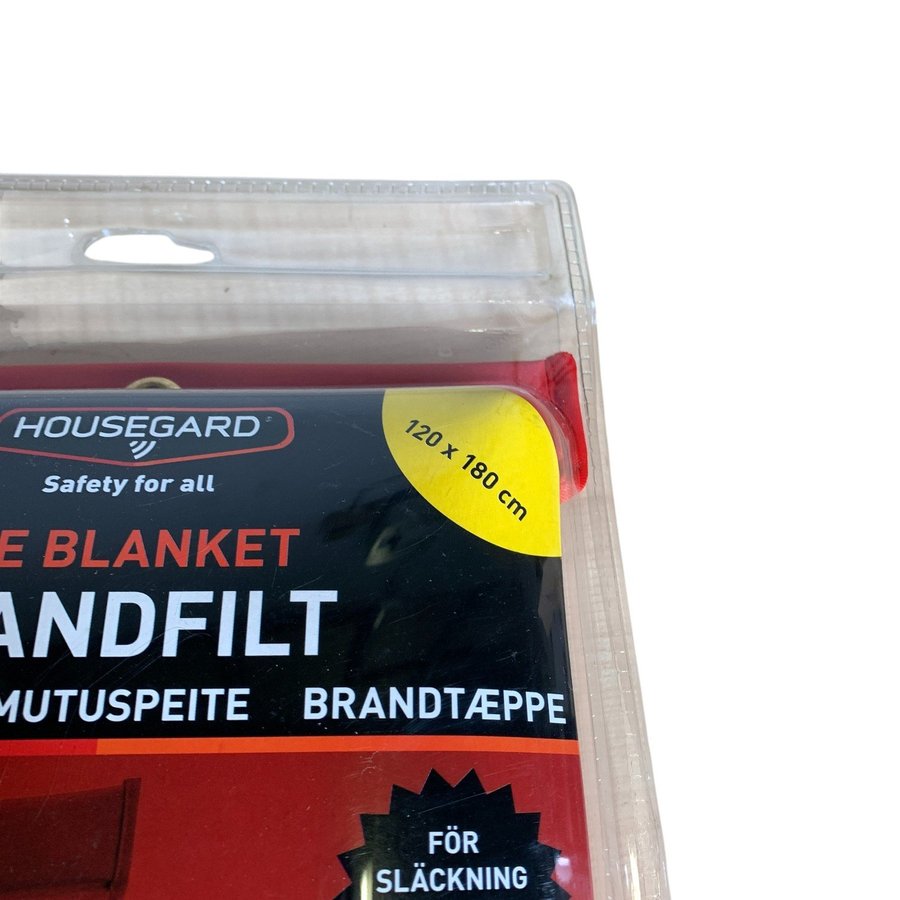 HOUSEGARD
Safety for all
120 x 180 cm
E BLANKET
ANDFILT
MUTUSPEITE BRANDTÆPPE
FÖR
SLÄCKNING